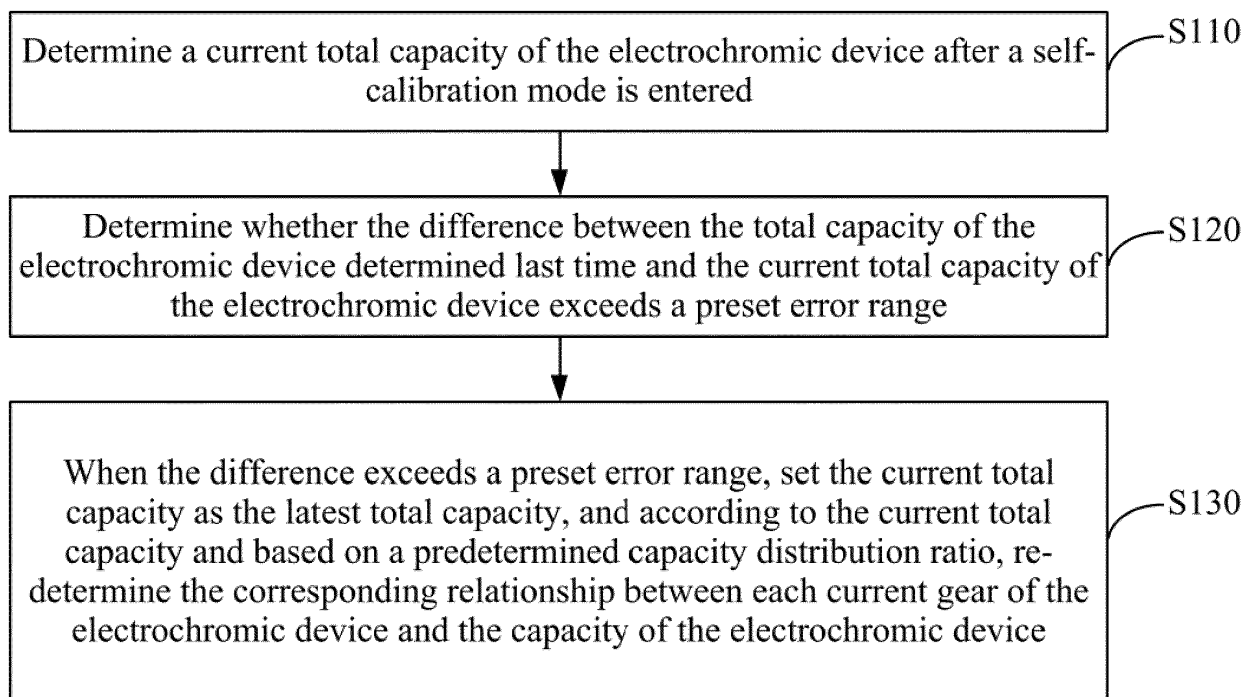 Determine a current total capacity of the electrochromic device after a self-
calibration mode is entered
S110
Determine whether the difference between the total capacity of the
electrochromic device determined last time and the current total capacity of
the electrochromic device exceeds a preset error range
S120
When the difference exceeds a preset error range, set the current total
capacity as the latest total capacity, and according to the current total
capacity and based on a predetermined capacity distribution ratio, re-
determine the corresponding relationship between each current gear of the
electrochromic device and the capacity of the electrochromic device
S130